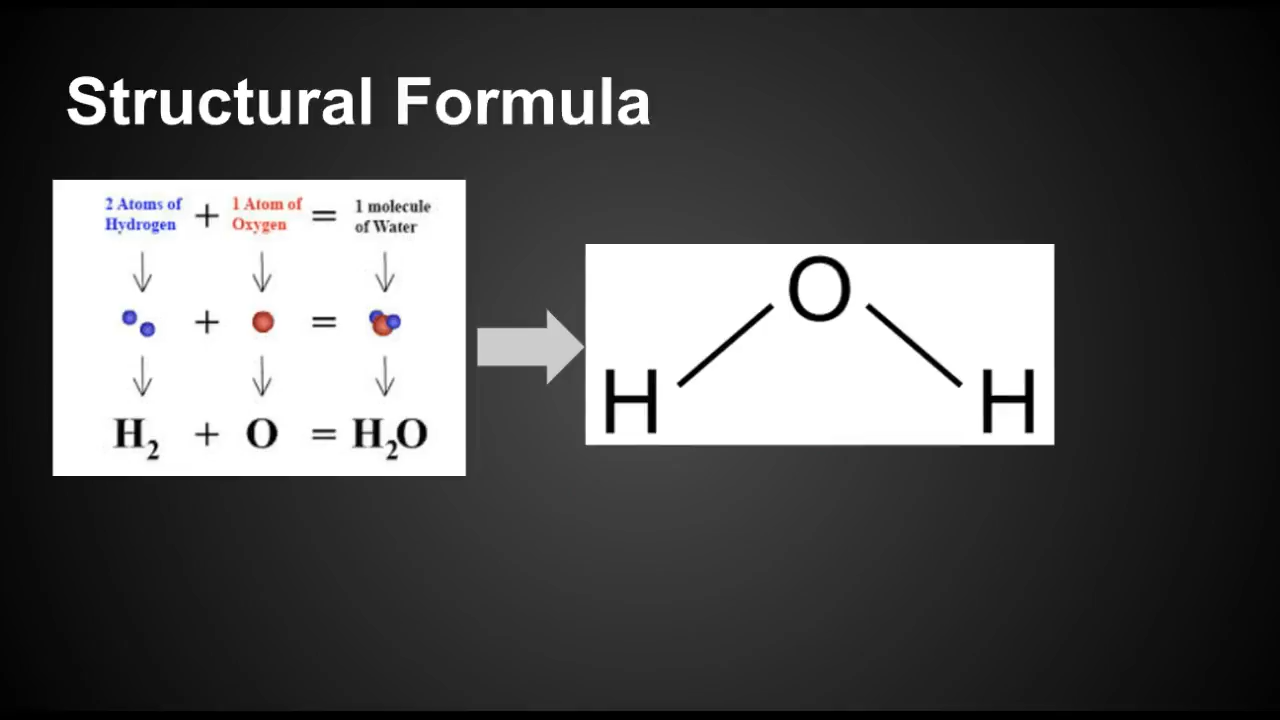 Structural Formula
2 Atoms of Hydrogen + 1 Atom of Oxygen = 1 molecule of Water
+ =
H₂ + O = H₂O
O
H H